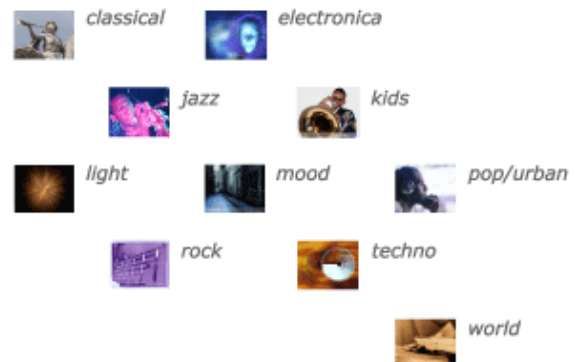 classical electronica
jazz kids
light mood pop/urban
rock techno
world